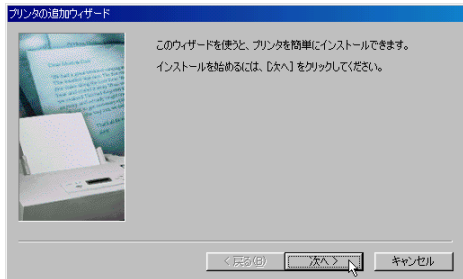 プリンタの追加ウィザード
このウィザードを使うと、プリンタを簡単にインストールできます。
インストールを始めるには、[次へ] をクリックしてください。
< 戻る(B)
次へ >
キャンセル